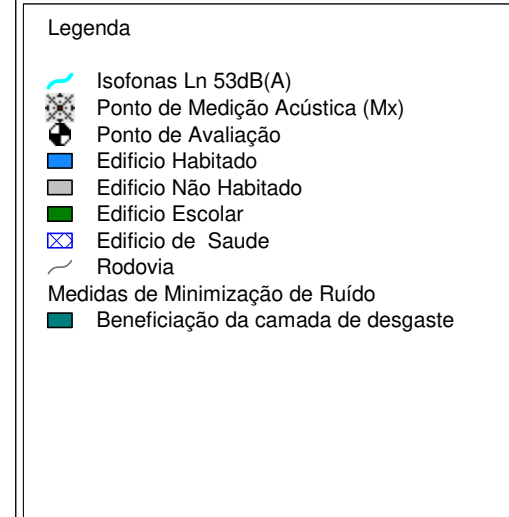 Legenda
Isofonas Ln 53dB(A)
Ponto de Medição Acústica (Mx)
Ponto de Avaliação
Edificio Habitado
Edificio Não Habitado
Edificio Escolar
Edificio de Saude
Rodovia
Medidas de Minimização de Ruído
Beneficiação da camada de desgaste